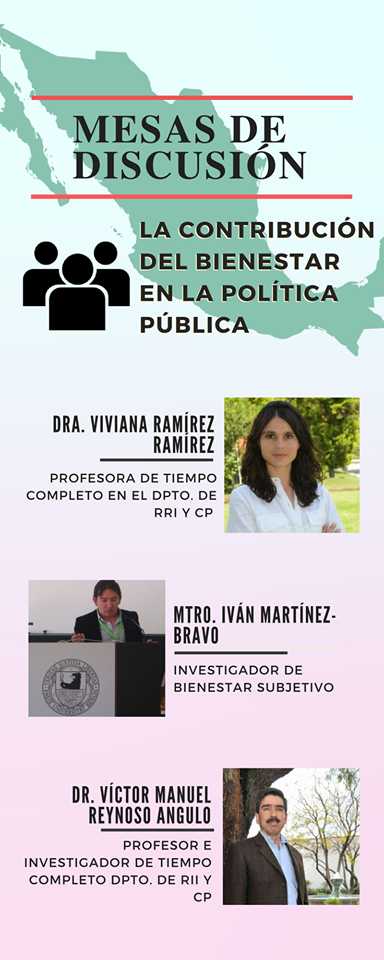 MESAS DE
DISCUSIÓN
LA CONTRIBUCIÓN
DEL BIENESTAR
EN LA POLÍTICA
PÚBLICA
DRA. VIVIANA RAMÍREZ
RAMÍREZ
PROFESORA DE TIEMPO
COMPLETO EN EL DPTO. DE
RRI Y CP
MTRO. IVÁN MARTÍNEZ-
BRAVO
INVESTIGADOR DE
BIENESTAR SUBJETIVO
DR. VÍCTOR MANUEL
REYNOSO ANGULO
PROFESOR E
INVESTIGADOR DE TIEMPO
COMPLETO DPTO. DE RII Y
CP